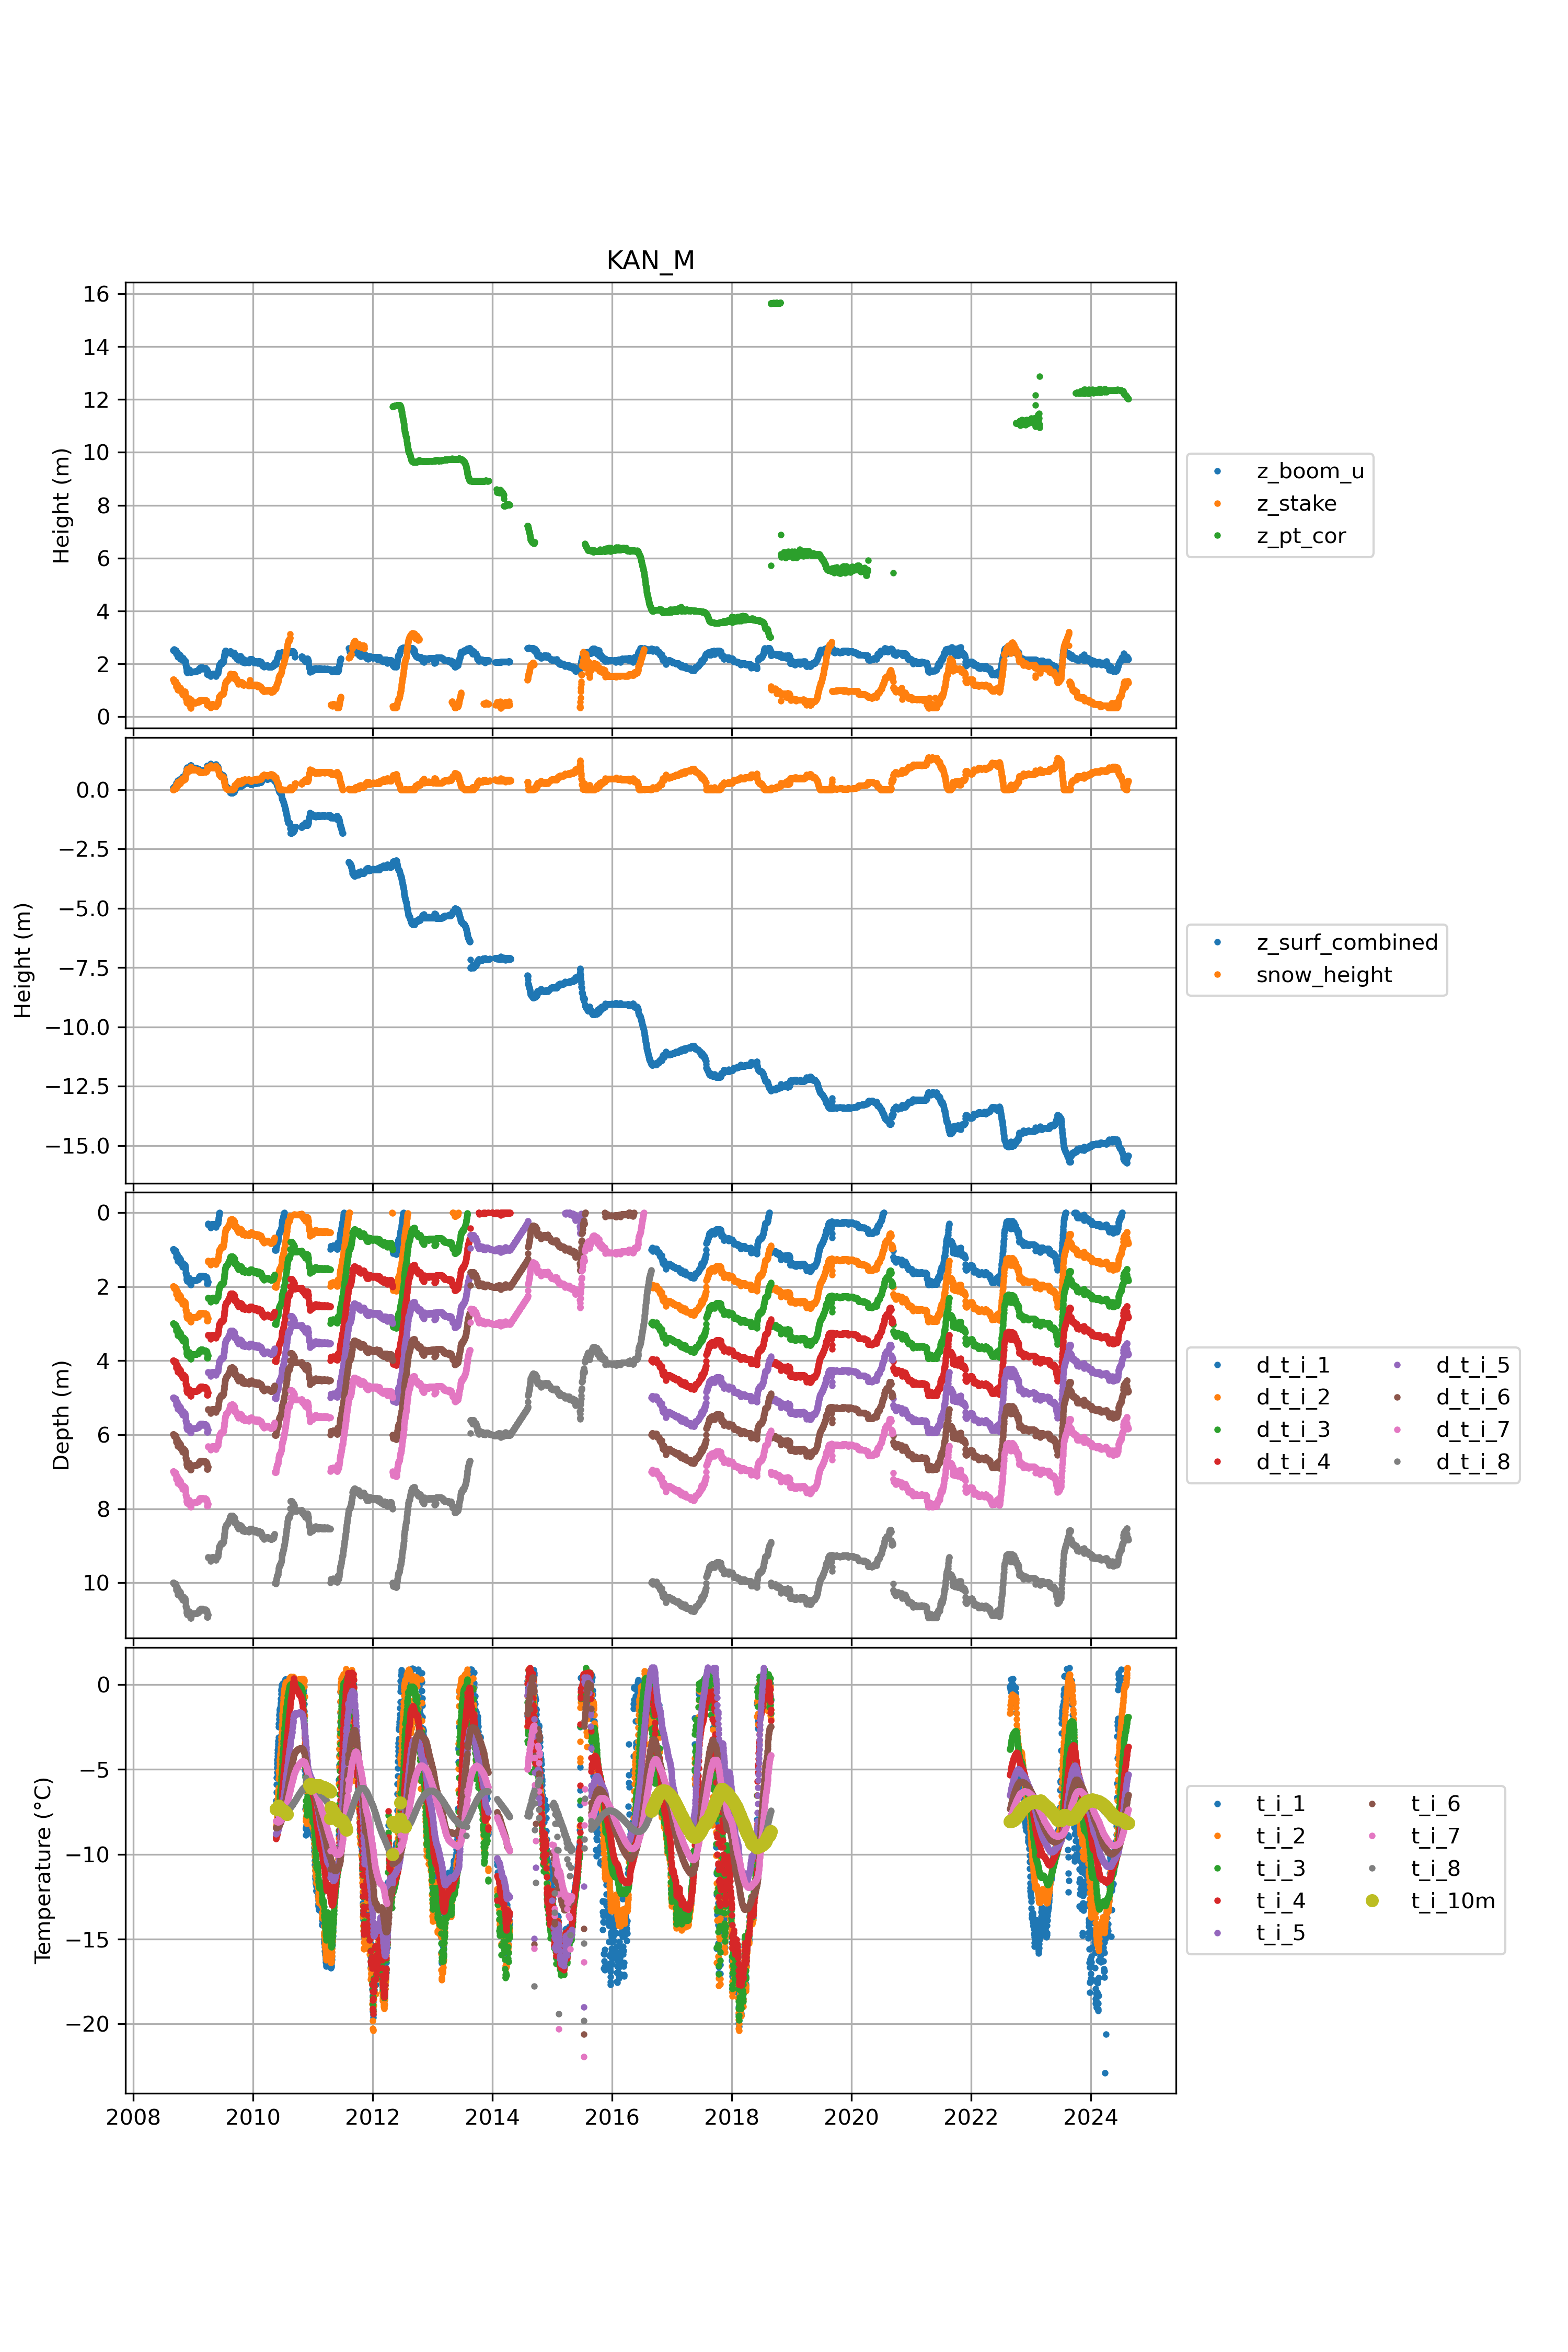 KAN_M
16
14
12
10
8
6
4
2
0
Height (m)
z_boom_u
z_stake
z_pt_cor
0.0
−2.5
−5.0
−7.5
−10.0
−12.5
−15.0
Height (m)
z_surf_combined
snow_height
0
2
4
6
8
10
Depth (m)
d_t_i_1
d_t_i_2
d_t_i_3
d_t_i_4
d_t_i_5
d_t_i_6
d_t_i_7
d_t_i_8
0
−5
−10
−15
−20
Temperature (°C)
t_i_1
t_i_2
t_i_3
t_i_4
t_i_5
t_i_6
t_i_7
t_i_8
t_i_10m
2008 2010 2012 2014 2016 2018 2020 2022 2024